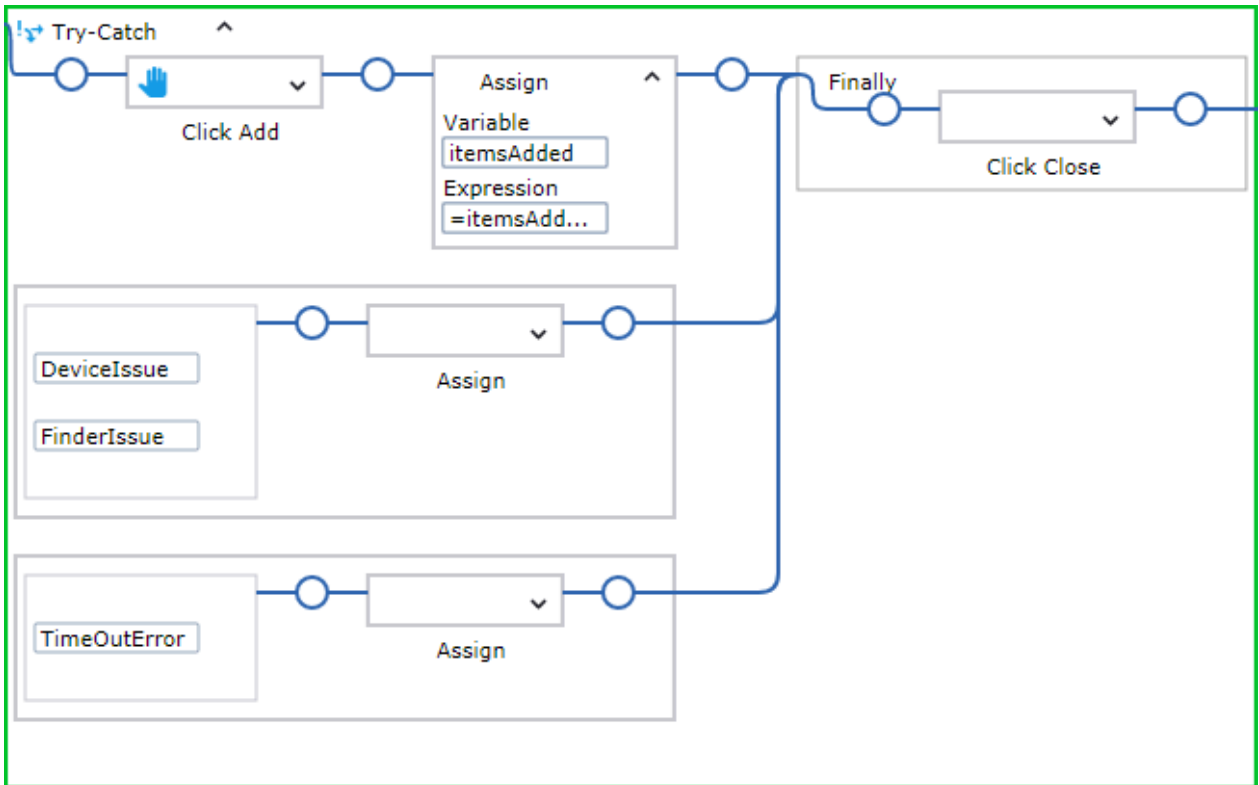 Try-Catch
Click Add
Assign
Variable
itemsAdded
Expression
=itemsAdd...
Finally
Click Close
DeviceIssue
FinderIssue
Assign
TimeOutError
Assign